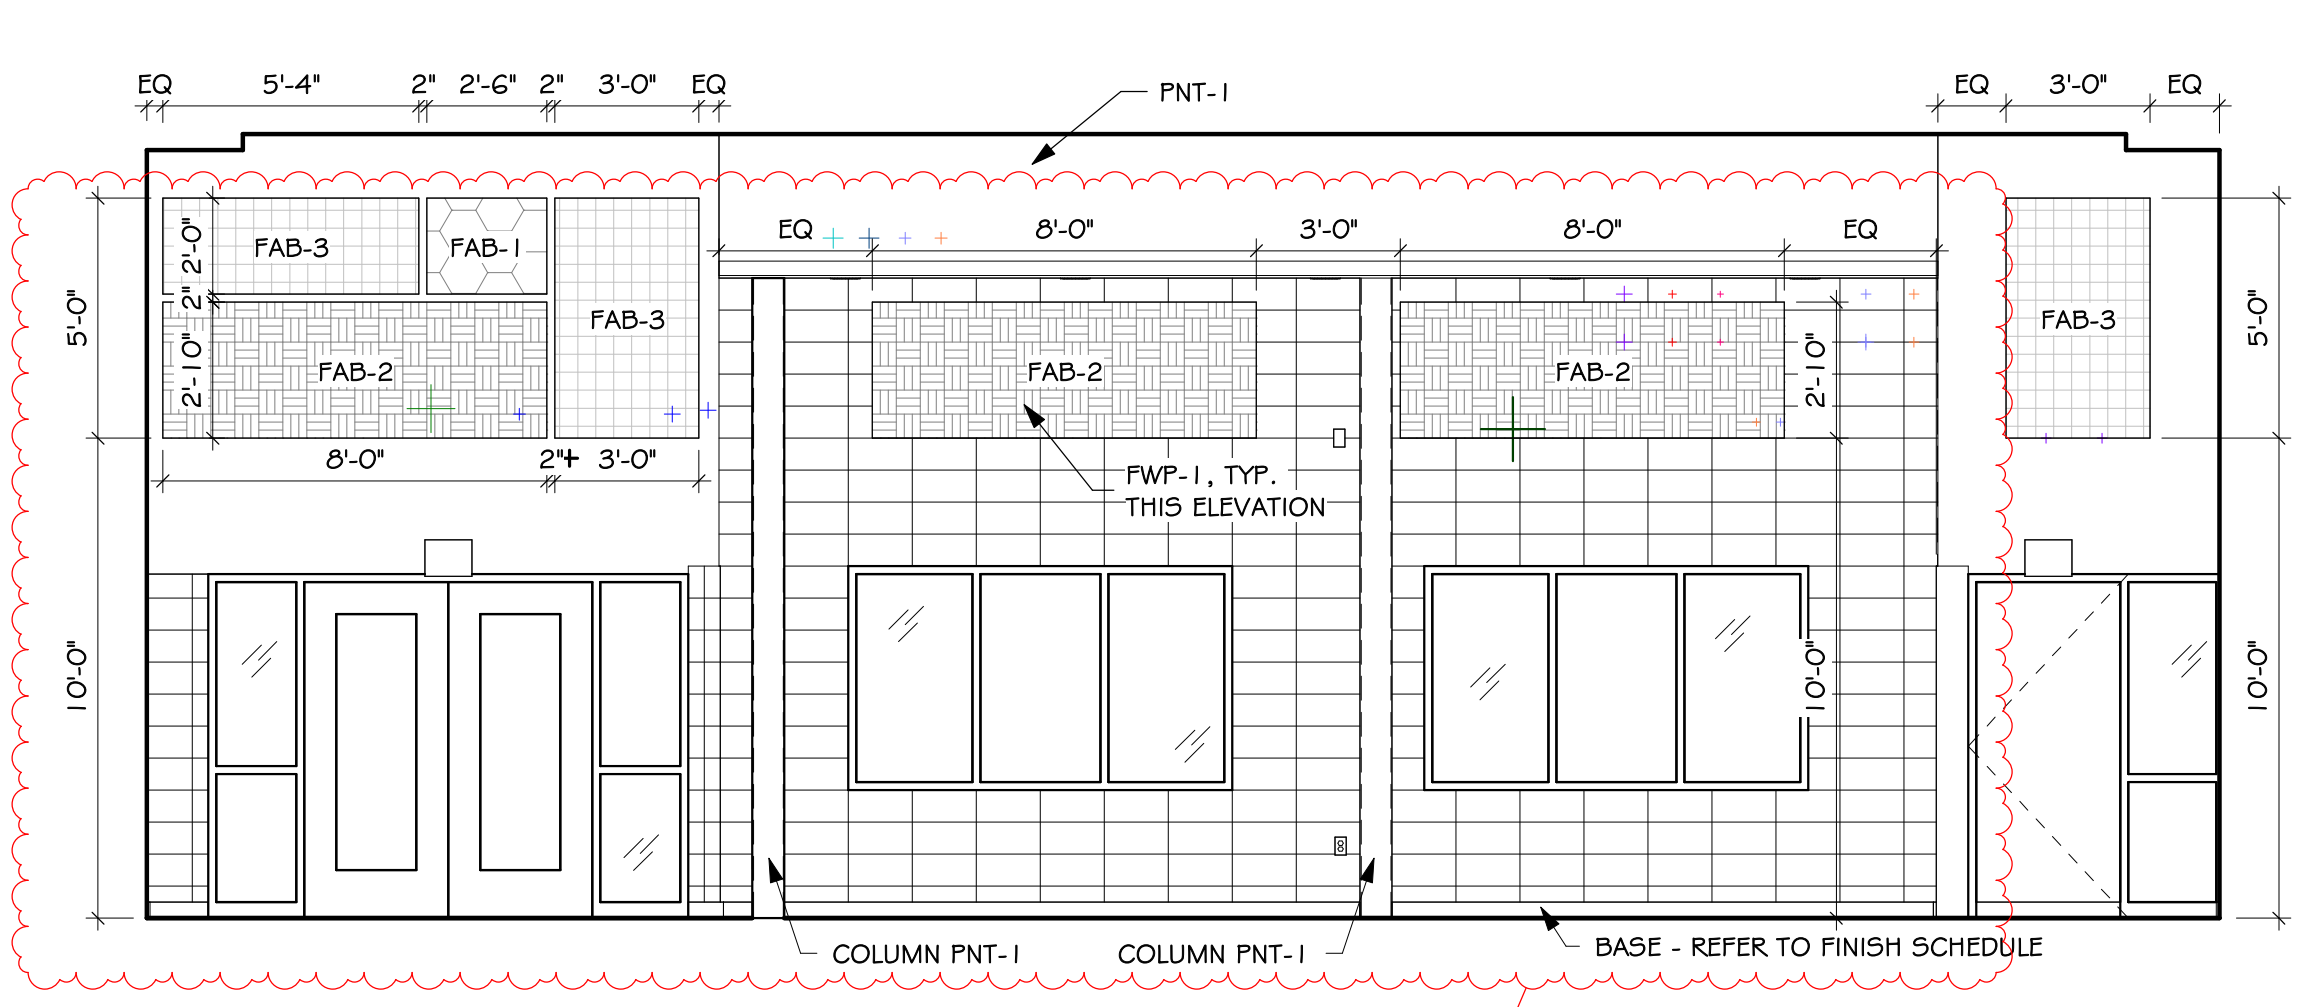 EQ 5'-4" 2" 2'-6" 2" 3'-0" EQ
PNT-1
EQ 3'-0" EQ
EQ 8'-0" 3'-0" 8'-0" EQ
2'-0"
FAB-3
FAB-1
2"
5'-0"
FAB-3
2'-10"
FAB-2
FAB-2
FAB-2
2'-10"
FAB-3
5'-0"
8'-0" 2" 3'-0"
FWP-1, TYP.
THIS ELEVATION
10'-0"
10'-0"
10'-0"
COLUMN PNT-1
COLUMN PNT-1
BASE - REFER TO FINISH SCHEDULE